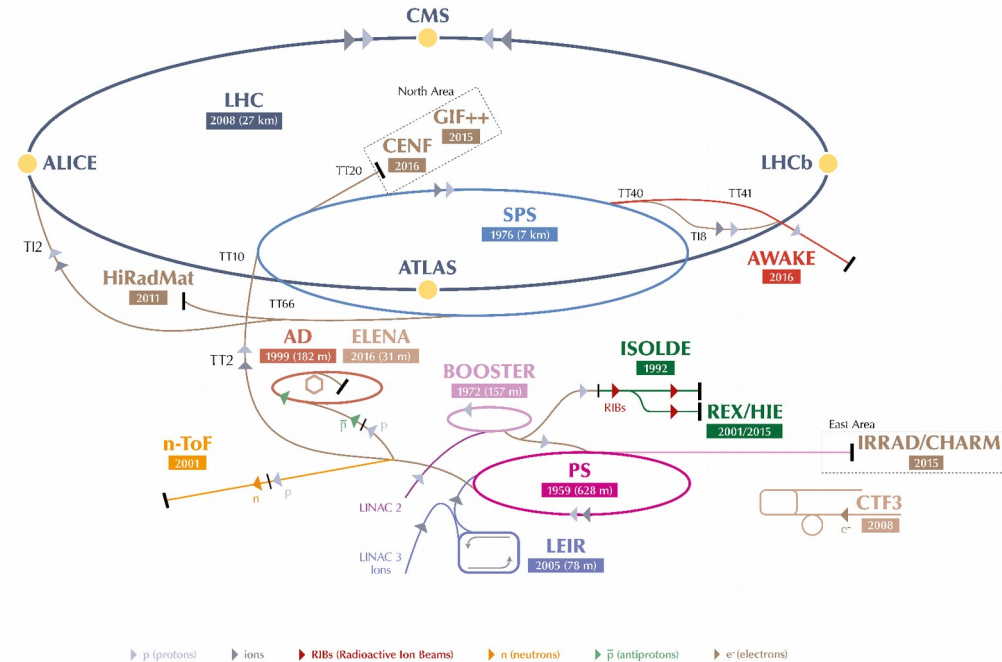 CMS
North Area
LHC
2008 (27 km)
GIF++
2015
CENF
2016
ALICE
LHCb
TT20
TT40
TT41
SPS
1976 (7 km)
TI8
TI2
TT10
ATLAS
AWAKE
2016
HiRadMat
2011
TT66
AD
1999 (182 m)
ELENA
2016 (31 m)
TT2
BOOSTER
1972 (157 m)
ISOLDE
1992
RIBs
REX/HIE
2001/2015
p̅
p
East Area
n-ToF
2001
IRRAD/CHARM
2015
n
p
PS
1959 (628 m)
LINAC 2
CTF3
2008
e-
LEIR
2005 (78 m)
LINAC 3
Ions
p (protons)
ions
RIBs (Radioactive Ion Beams)
n (neutrons)
p̅ (antiprotons)
e- (electrons)